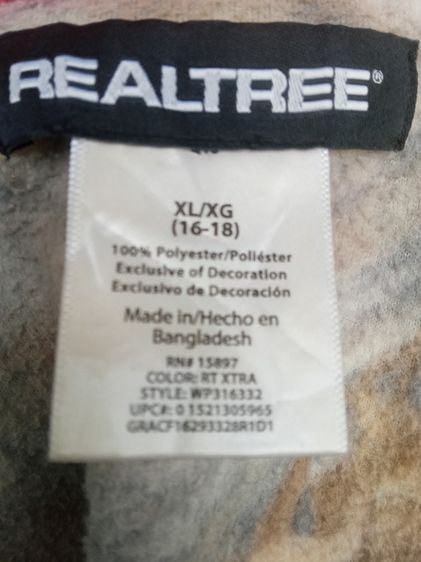 REALTREE®
XL/XG
(16-18)
100% Polyester/Poliéster
Exclusive of Decoration
Exclusivo de Decoración
Made in/Hecho en
Bangladesh
RN# 15897
COLOR: RT XTRA
STYLE: WP316332
UPC#: 0 1521305965
GRACF16293328R1D1